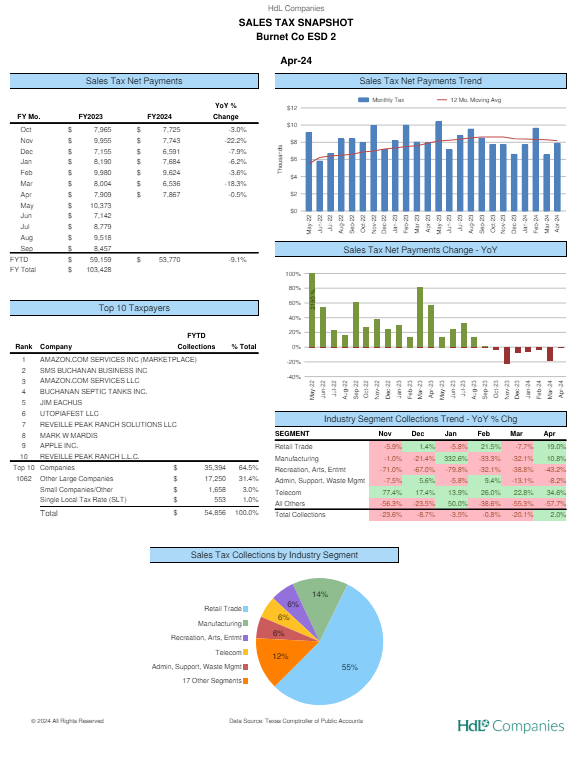 HdL Companies
SALES TAX SNAPSHOT
Burnet Co ESD 2
Apr-24
Sales Tax Net Payments
YoY %
FY Mo. FY2023 FY2024 Change
Oct $ 7,965 $ 7,725 -3.0%
Nov $ 9,955 $ 7,743 -22.2%
Dec $ 7,155 $ 6,591 -7.9%
Jan $ 8,190 $ 7,684 -6.2%
Feb $ 9,980 $ 9,624 -3.6%
Mar $ 8,004 $ 6,536 -18.3%
Apr $ 7,909 $ 7,867 -0.5%
May $ 10,373
Jun $ 7,142
Jul $ 8,779
Aug $ 9,518
Sep $ 8,457
FYTD $ 59,159 $ 53,770 -9.1%
FY Total $ 103,428
Sales Tax Net Payments Trend
Monthly Tax 12 Mo. Moving Avg
Thousands
$12
$10
$8
$6
$4
$2
$0
May-22 Jun-22 Jul-22 Aug-22 Sep-22 Oct-22 Nov-22 Dec-22 Jan-23 Feb-23 Mar-23 Apr-23 May-23 Jun-23 Jul-23 Aug-23 Sep-23 Oct-23 Nov-23 Dec-23 Jan-24 Feb-24 Mar-24 Apr-24
Sales Tax Net Payments Change - YoY
100%
80%
60%
40%
20%
0%
-20%
-40%
May-22 Jun-22 Jul-22 Aug-22 Sep-22 Oct-22 Nov-22 Dec-22 Jan-23 Feb-23 Mar-23 Apr-23 May-23 Jun-23 Jul-23 Aug-23 Sep-23 Oct-23 Nov-23 Dec-23 Jan-24 Feb-24 Mar-24 Apr-24
Top 10 Taxpayers
FYTD
Rank Company Collections % Total
1 AMAZON.COM SERVICES INC (MARKETPLACE)
2 SMS BUCHANAN BUSINESS INC
3 AMAZON.COM SERVICES LLC
4 BUCHANAN SEPTIC TANKS INC.
5 JIM EACHUS
6 UTOPIAFEST LLC
7 REVEILLE PEAK RANCH SOLUTIONS LLC
8 MARK W MARDIS
9 APPLE INC.
10 REVEILLE PEAK RANCH L.L.C.
Top 10 Companies $ 35,394 64.5%
1062 Other Large Companies $ 17,250 31.4%
Small Companies/Other $ 1,658 3.0%
Single Local Tax Rate (SLT) $ 553 1.0%
Total $ 54,856 100.0%
Industry Segment Collections Trend - YoY % Chg
SEGMENT Nov Dec Jan Feb Mar Apr
Retail Trade -5.9% 1.4% -5.8% 21.5% -7.7% 19.0%
Manufacturing -1.0% -21.4% 332.6% -33.3% -32.1% 10.8%
Recreation, Arts, Entmt -71.0% -67.0% -79.8% -32.1% -38.8% -43.2%
Admin, Support, Waste Mgmt -7.5% 5.6% -5.8% 9.4% -13.1% -8.2%
Telecom 77.4% 17.4% 13.9% 26.0% 22.8% 34.6%
All Others -56.3% -23.5% 50.0% -38.6% -55.3% -57.7%
Total Collections -23.6% -8.7% -3.5% -0.8% -20.1% 2.0%
Sales Tax Collections by Industry Segment
Retail Trade
Manufacturing
Recreation, Arts, Entmt
Telecom
Admin, Support, Waste Mgmt
17 Other Segments
14%
6%
6%
6%
12%
55%
© 2024 All Rights Reserved
Data Source: Texas Comptroller of Public Accounts
HdL Companies